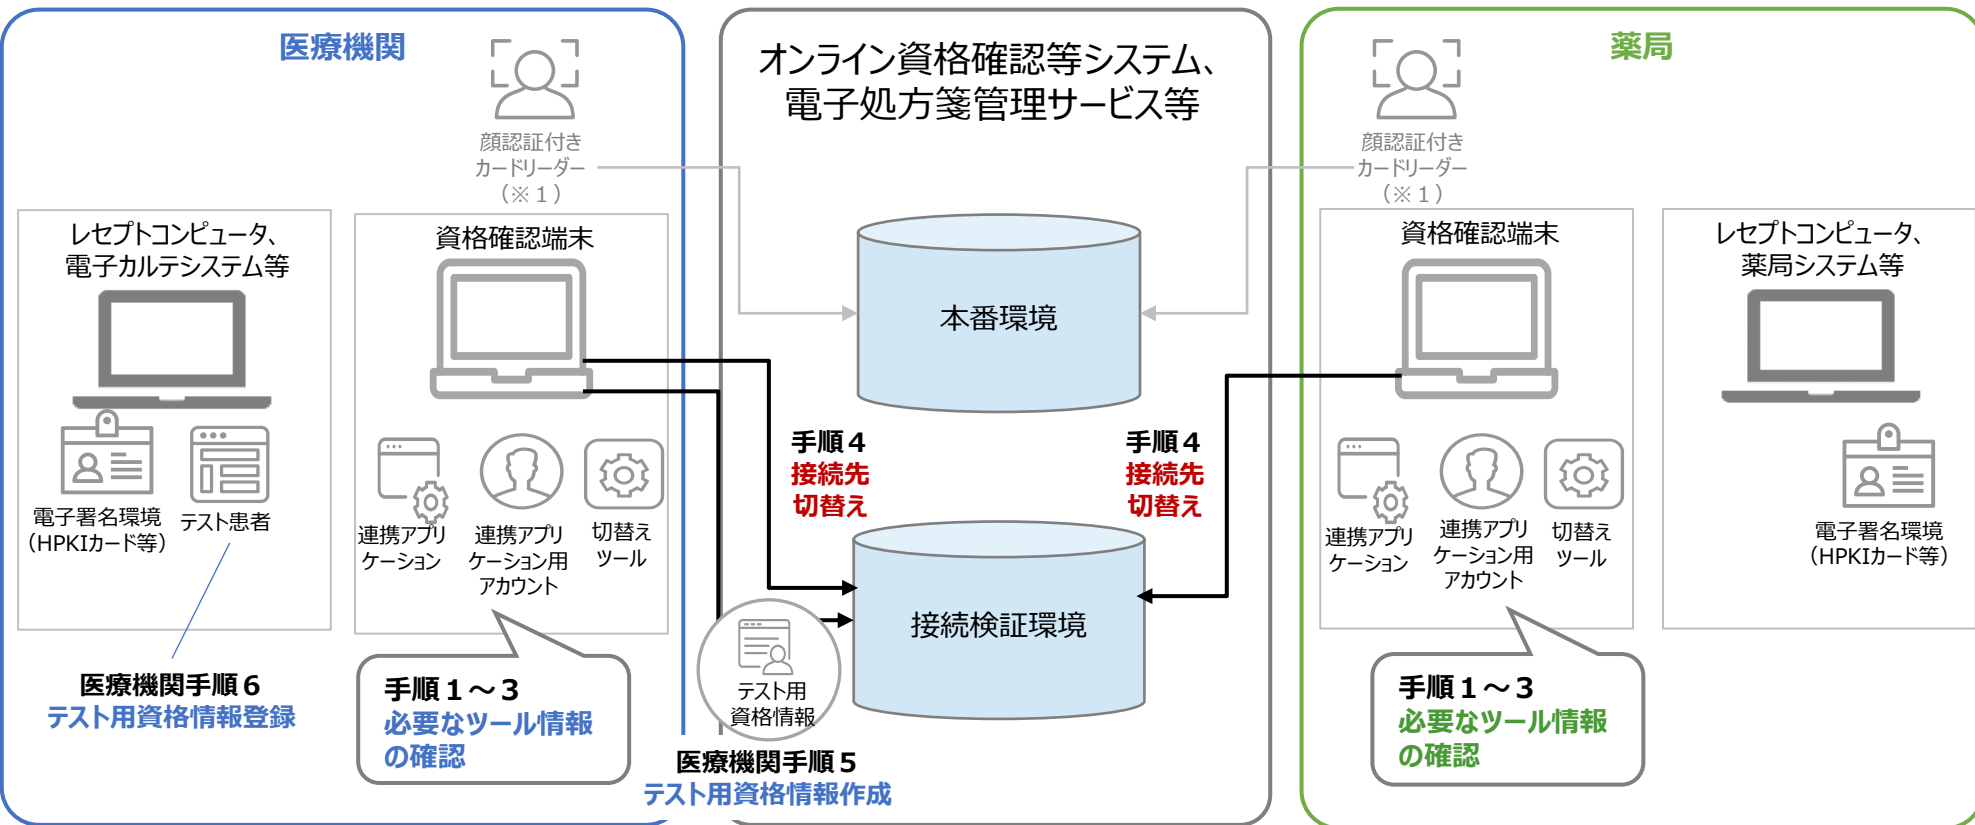 医療機関
顔認証付き
カードリーダー
（※１）
レセプトコンピュータ、
電子カルテシステム等
電子署名環境
（HPKIカード等）
テスト患者
資格確認端末
連携アプリ
ケーション
連携アプリ
ケーション用
アカウント
切替え
ツール
医療機関手順６
テスト用資格情報登録
手順１～３
必要なツール情報
の確認
オンライン資格確認等システム、
電子処方箋管理サービス等
本番環境
手順４
接続先
切替え
手順４
接続先
切替え
接続検証環境
テスト用
資格情報
医療機関手順５
テスト用資格情報作成
薬局
顔認証付き
カードリーダー
（※１）
資格確認端末
連携アプリ
ケーション
連携アプリ
ケーション用
アカウント
切替え
ツール
レセプトコンピュータ、
薬局システム等
電子署名環境
（HPKIカード等）
手順１～３
必要なツール情報
の確認